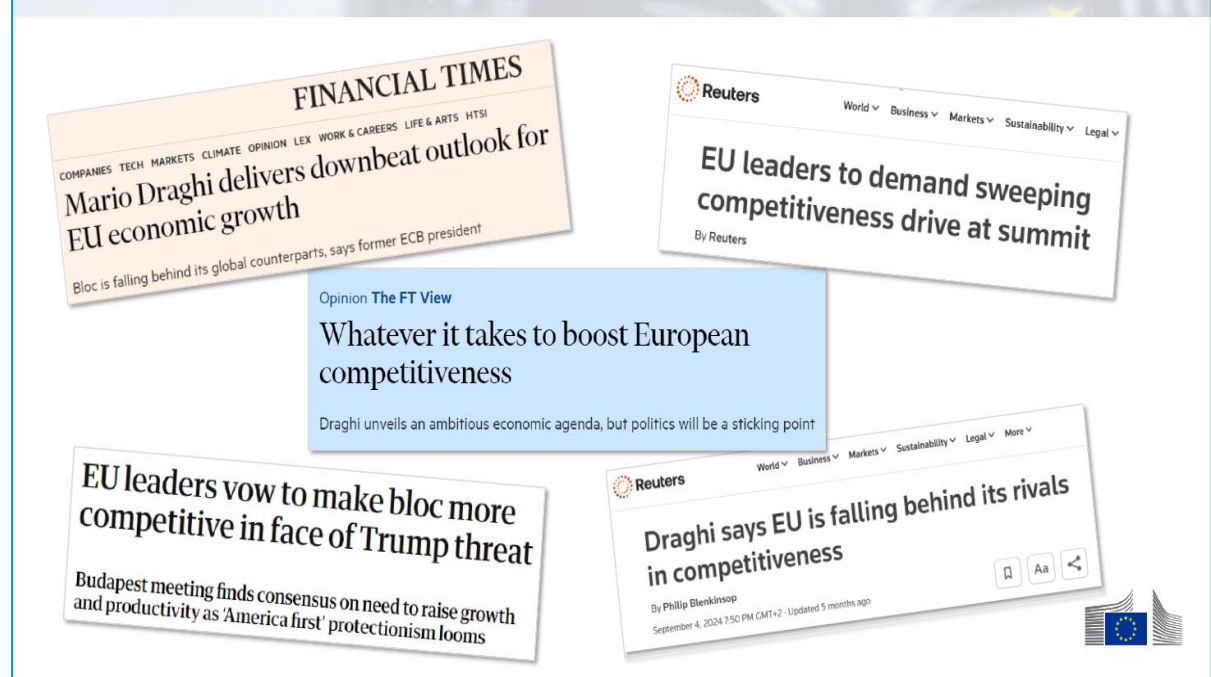 FINANCIAL TIMES
COMPANIES TECH MARKETS CLIMATE OPINION LEX WORK & CAREERS LIFE & ARTS HTSI
Mario Draghi delivers downbeat outlook for
EU economic growth
Bloc is falling behind its global counterparts, says former ECB president
Reuters
World Business Markets Sustainability Legal
EU leaders to demand sweeping
competitiveness drive at summit
By Reuters
Opinion The FT View
Whatever it takes to boost European
competitiveness
Draghi unveils an ambitious economic agenda, but politics will be a sticking point
EU leaders vow to make bloc more
competitive in face of Trump threat
Budapest meeting finds consensus on need to raise growth
and productivity as 'America first' protectionism looms
Reuters
World Business Markets Sustainability Legal More
Draghi says EU is falling behind its rivals
in competitiveness
By Philip Blenkinsop
September 4, 2024 7:50 PM GMT+2 · Updated 5 months ago
Aa